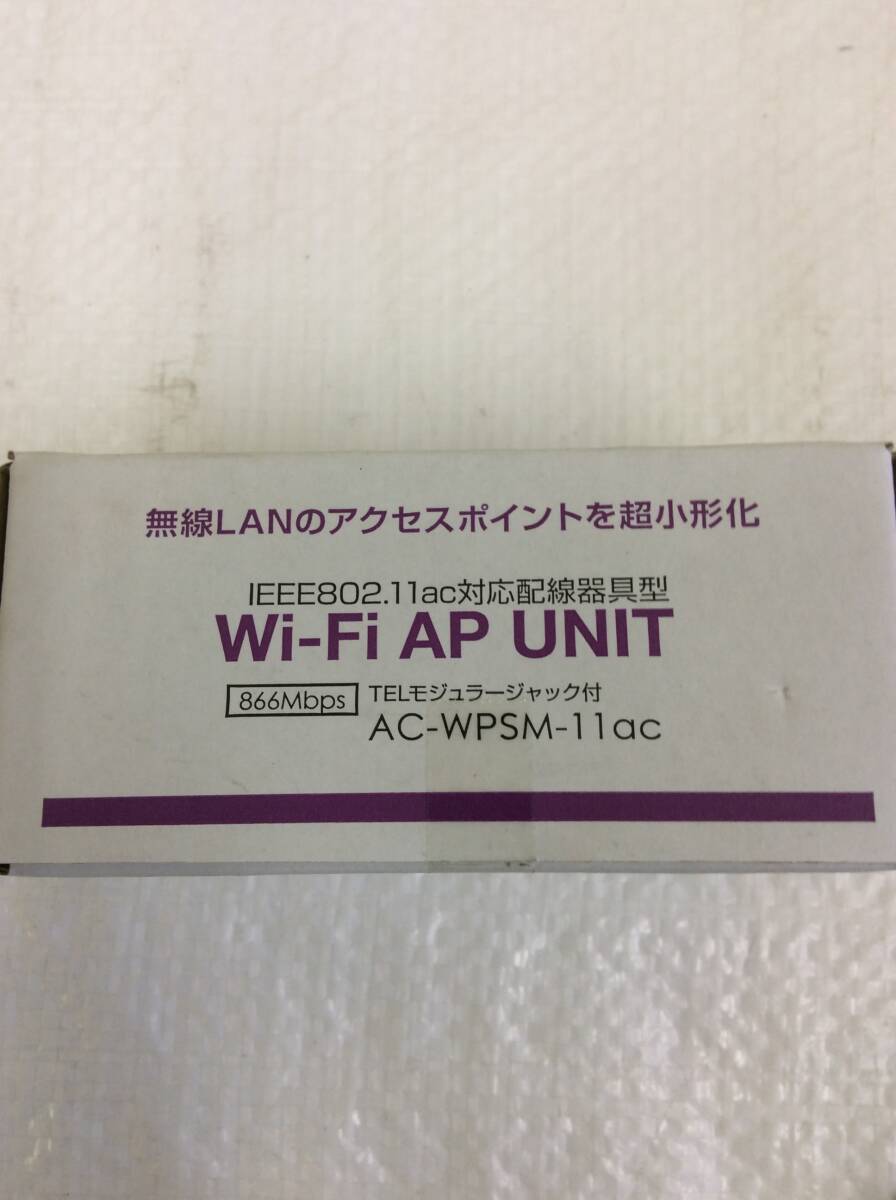 無線LANのアクセスポイントを超小形化
IEEE802.11ac対応配線器具型
Wi-Fi AP UNIT
866Mbps TELモジュラージャック付
AC-WPSM-11ac